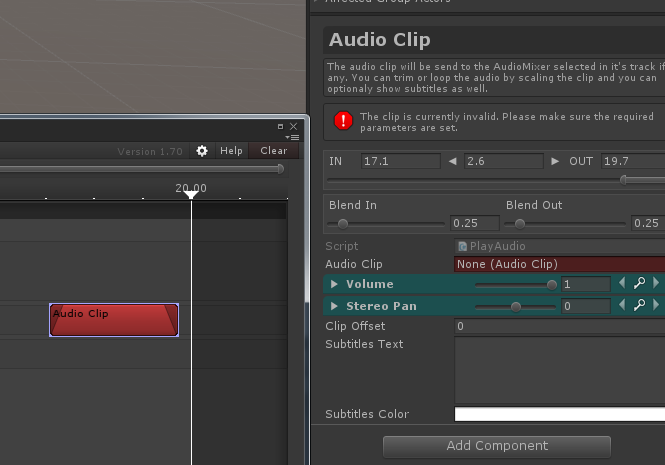 Affected Group Actors
Audio Clip
The audio clip will be send to the AudioMixer selected in it's track if
any. You can trim or loop the audio by scaling the clip and you can
optionaly show subtitles as well.
The clip is currently invalid. Please make sure the required
parameters are set.
Version 1.70 Help Clear
IN 17.1 2.6 OUT 19.7
20.00
Blend In Blend Out
0.25 0.25
Script PlayAudio
Audio Clip None (Audio Clip)
Volume 1
Stereo Pan 0
Audio Clip
Clip Offset 0
Subtitles Text
Subtitles Color
Add Component